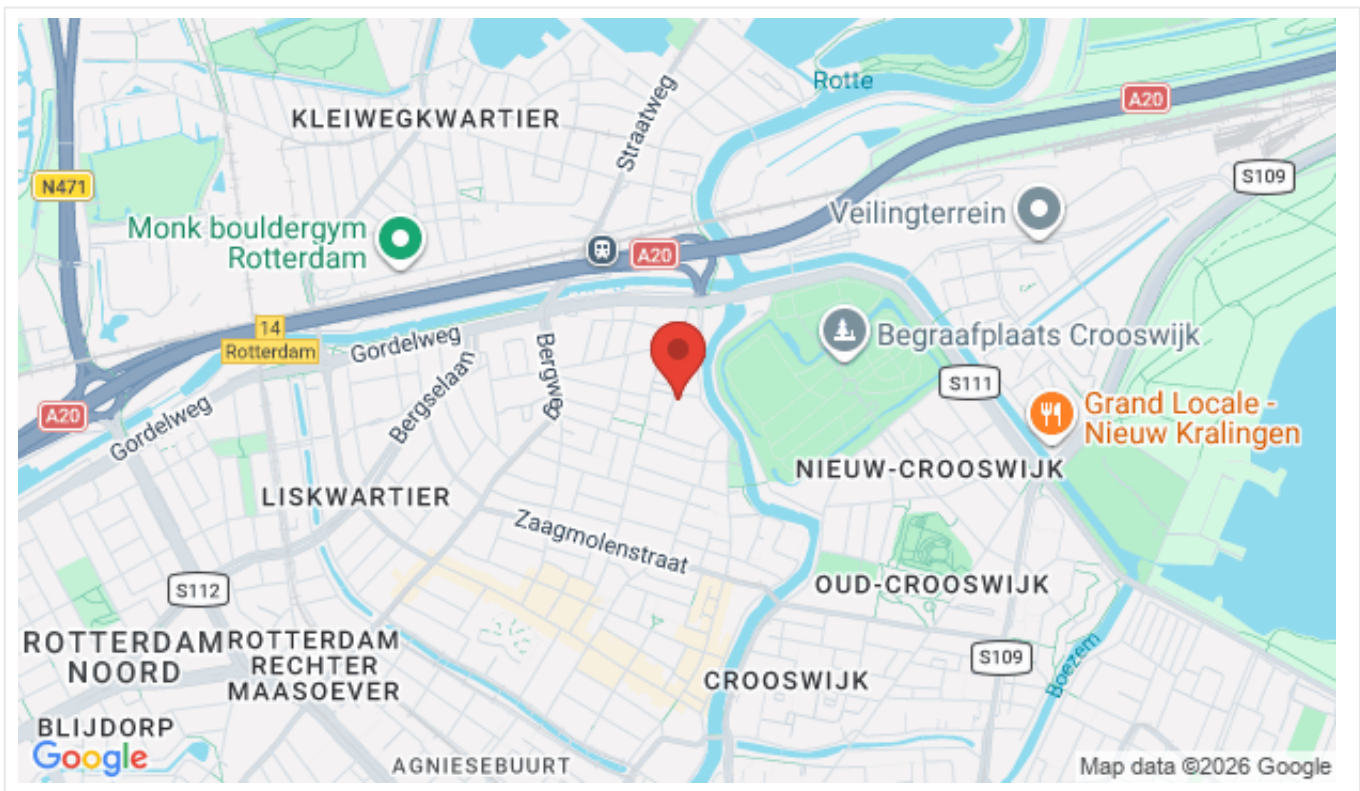 Rotte
A20
KLEIWEGKWARTIER
Straatweg
S109
N471
Veilingterrein
Monk bouldergym
Rotterdam
A20
14
Rotterdam
Gordelweg
Begraafplaats Crooswijk
Bergweg
Bergselaan
S111
A20
Gordelweg
Grand Locale -
Nieuw Kralingen
NIEUW-CROOSWIJK
LISKWARTIER
Zaagmolenstraat
S112
OUD-CROOSWIJK
ROTTERDAM
NOORD
ROTTERDAM
RECHTER
MAASOEVER
S109
Boezem
CROOSWIJK
BLIJDORP
Google
AGNIESEBUURT
Map data ©2026 Google